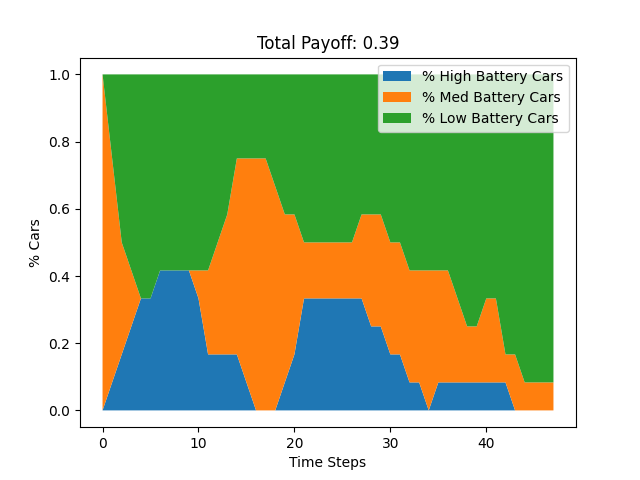 Total Payoff: 0.39
% High Battery Cars
% Med Battery Cars
% Low Battery Cars
1.0
0.8
0.6
0.4
0.2
0.0
% Cars
0 10 20 30 40
Time Steps